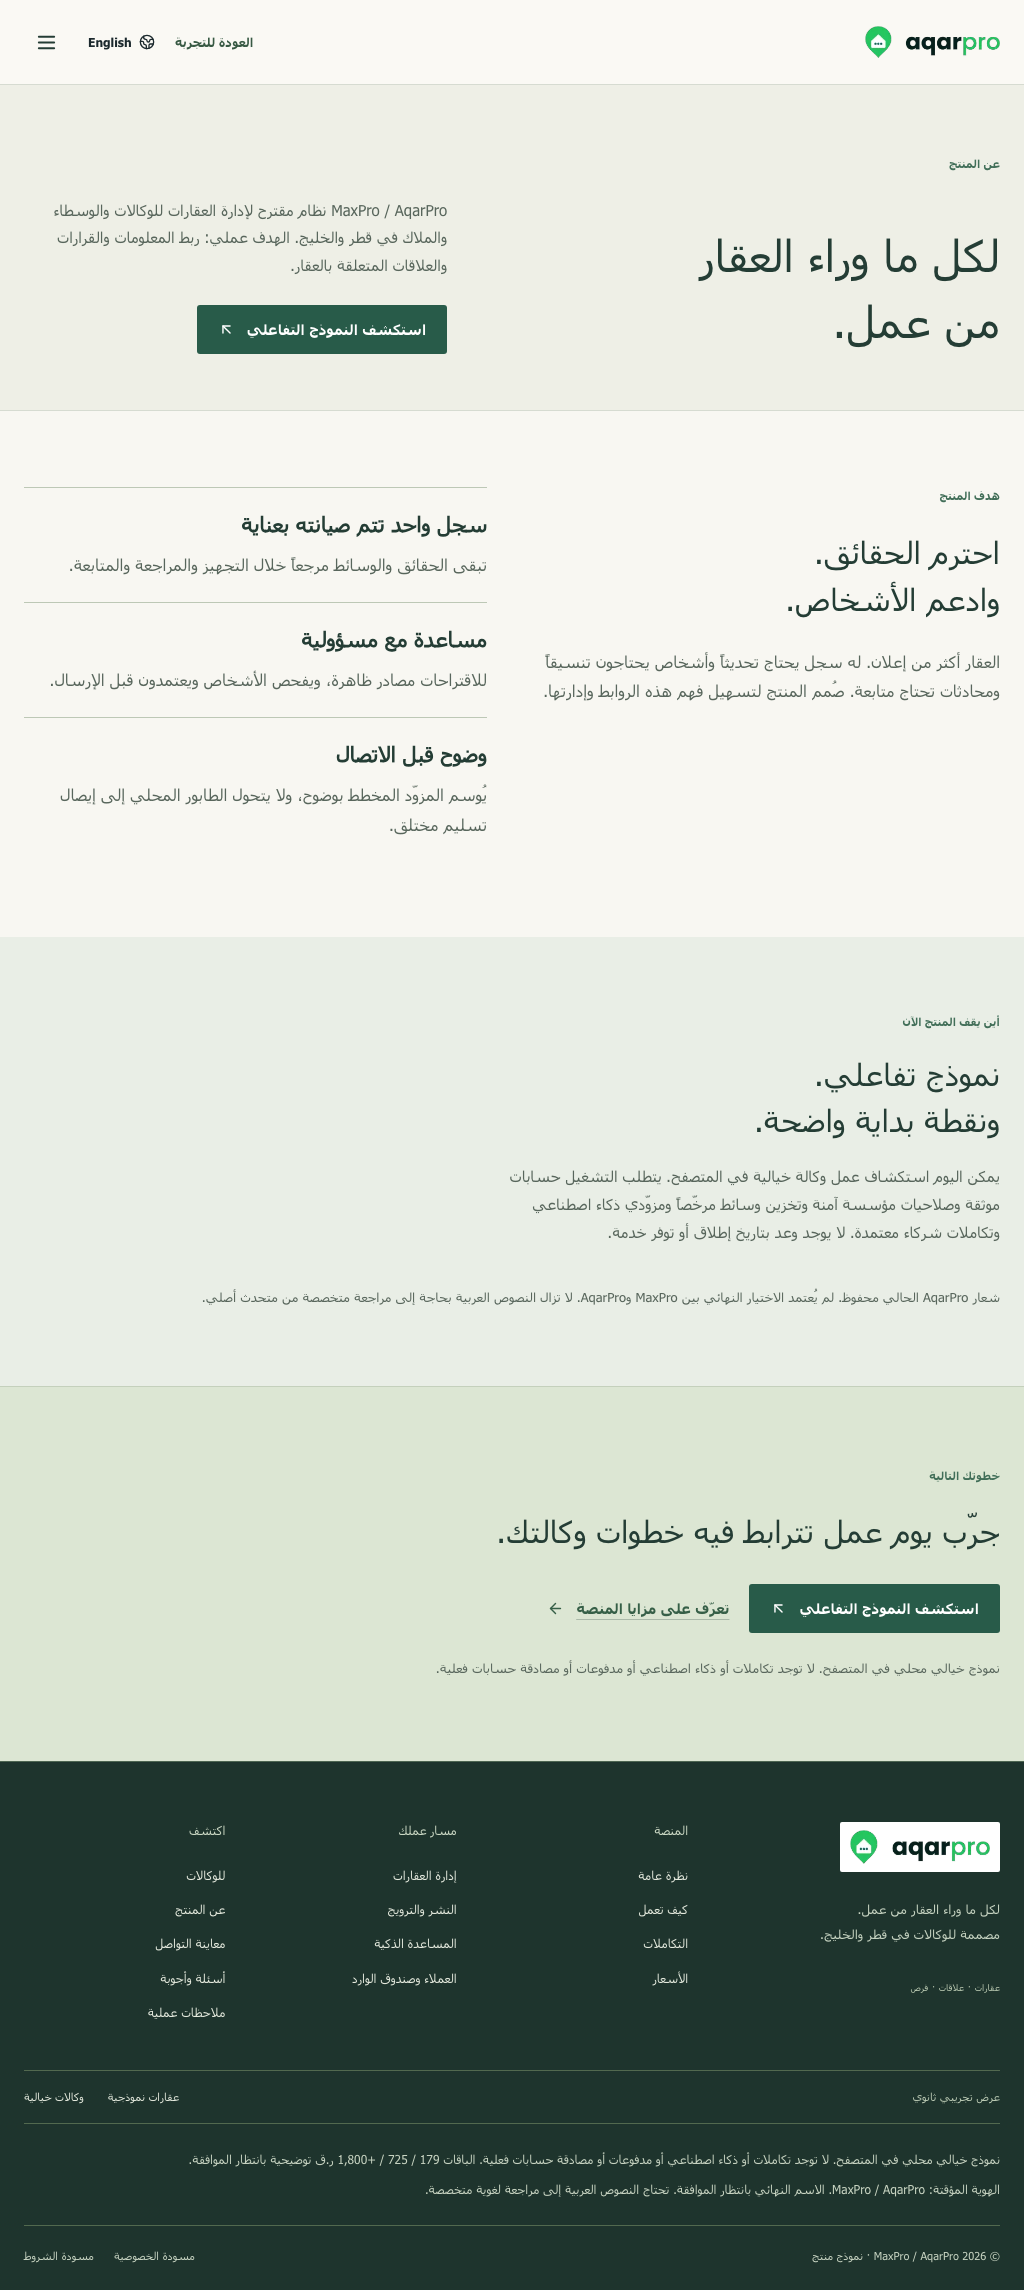 aqarpro
العودة للتجربة
English
عن المنتج
لكل ما وراء العقار
من عمل.
MaxPro / AqarPro نظام مقترح لإدارة العقارات للوكالات والوسطاء
والملاك في قطر والخليج. الهدف عملي: ربط المعلومات والقرارات
والعلاقات المتعلقة بالعقار.
استكشف النموذج التفاعلي
هدف المنتج
احترم الحقائق.
وادعم الأشخاص.
العقار أكثر من إعلان. له سجل يحتاج تحديثاً وأشخاص يحتاجون تنسيقاً
ومحادثات تحتاج متابعة. صُمم المنتج لتسهيل فهم هذه الروابط وإدارتها.
سجل واحد تتم صيانته بعناية
تبقى الحقائق والوسائط مرجعاً خلال التجهيز والمراجعة والمتابعة.
مساعدة مع مسؤولية
للاقتراحات مصادر ظاهرة، ويفحص الأشخاص ويعتمدون قبل الإرسال.
وضوح قبل الاتصال
يُوسم المزوّد المخطط بوضوح، ولا يتحول الطابور المحلي إلى إيصال
تسليم مختلق.
أين يقف المنتج الآن
نموذج تفاعلي.
ونقطة بداية واضحة.
يمكن اليوم استكشاف عمل وكالة خيالية في المتصفح. يتطلب التشغيل حسابات
موثقة وصلاحيات مؤسسة آمنة وتخزين وسائط مرخّصاً ومزوّدي ذكاء اصطناعي
وتكاملات شركاء معتمدة. لا يوجد وعد بتاريخ إطلاق أو توفر خدمة.
شعار AqarPro الحالي محفوظ. لم يُعتمد الاختيار النهائي بين MaxPro وAqarPro. لا تزال النصوص العربية بحاجة إلى مراجعة متخصصة من متحدث أصلي.
خطوتك التالية
جرّب يوم عمل تترابط فيه خطوات وكالتك.
استكشف النموذج التفاعلي
تعرّف على مزايا المنصة
نموذج خيالي محلي في المتصفح. لا توجد تكاملات أو ذكاء اصطناعي أو مدفوعات أو مصادقة حسابات فعلية.
aqarpro
لكل ما وراء العقار من عمل.
مصممة للوكالات في قطر والخليج.
عقارات · علاقات · فرص
المنصة
نظرة عامة
كيف تعمل
التكاملات
الأسعار
مسار عملك
إدارة العقارات
النشر والترويج
المساعدة الذكية
العملاء وصندوق الوارد
اكتشف
للوكالات
عن المنتج
معاينة التواصل
أسئلة وأجوبة
ملاحظات عملية
عرض تجريبي ثانوي
عقارات نموذجية
وكالات خيالية
نموذج خيالي محلي في المتصفح. لا توجد تكاملات أو ذكاء اصطناعي أو مدفوعات أو مصادقة حسابات فعلية. الباقات 179 / 725 / +1,800 ر.ق توضيحية بانتظار الموافقة.
الهوية المؤقتة: MaxPro / AqarPro. الاسم النهائي بانتظار الموافقة. تحتاج النصوص العربية إلى مراجعة لغوية متخصصة.
© 2026 MaxPro / AqarPro · نموذج منتج
مسودة الخصوصية
مسودة الشروط